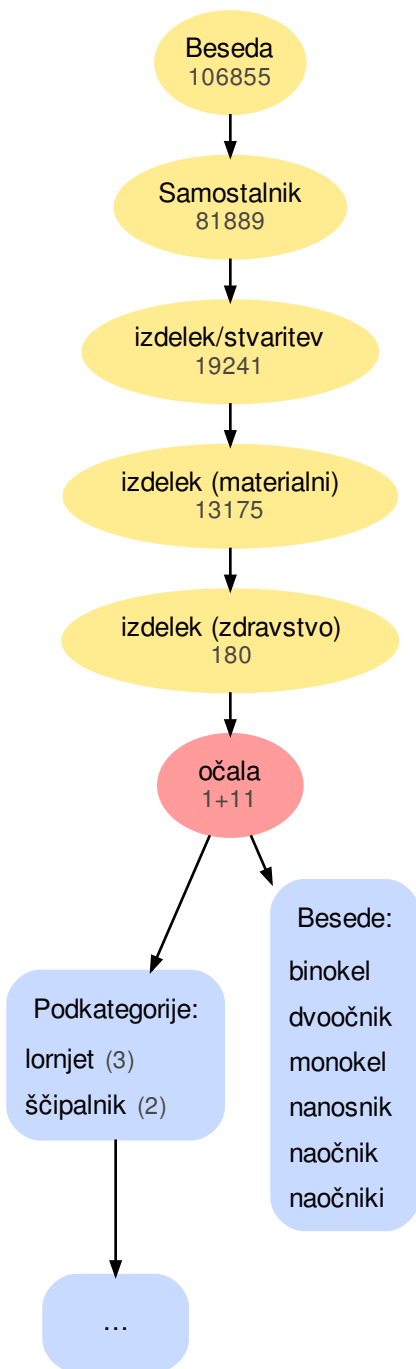 Beseda
106855
Samostalnik
81889
izdelek/stvaritev
19241
izdelek (materialni)
13175
izdelek (zdravstvo)
180
očala
1+11
Podkategorije:
lornjet (3)
ščipalnik (2)
...
Besede:
binokel
dvoočnik
monokel
nanosnik
naočnik
naočniki